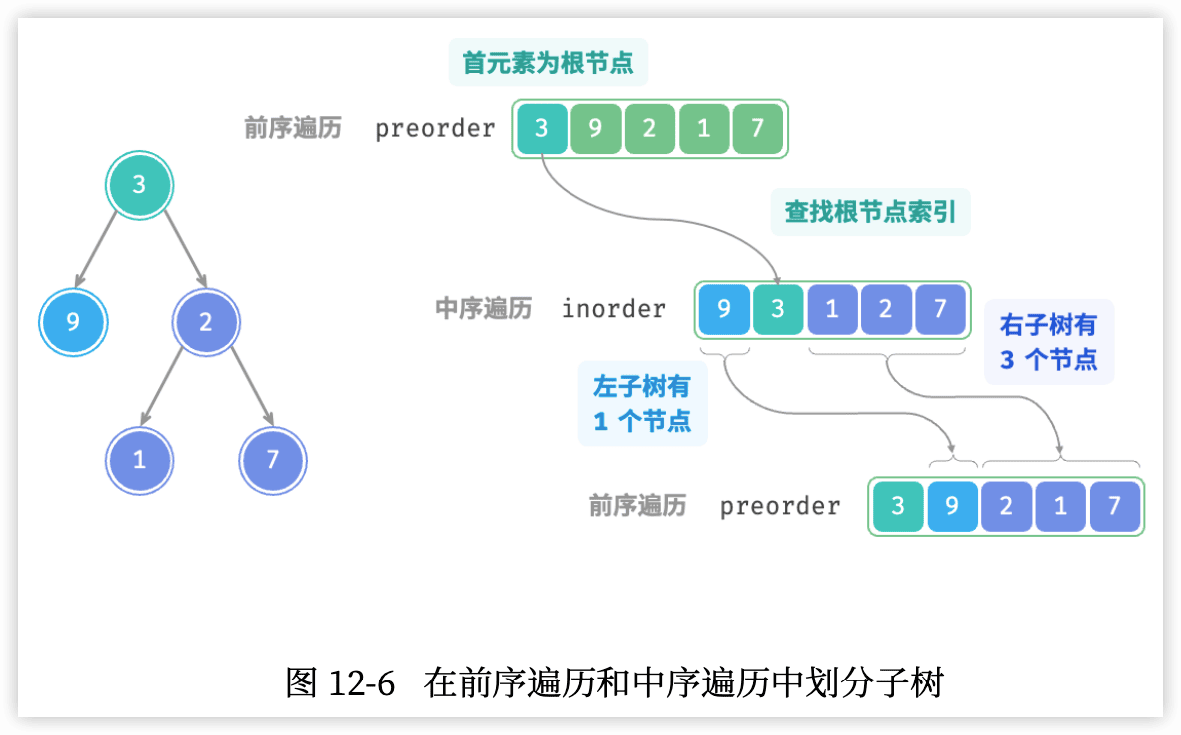 首元素为根节点
前序遍历 preorder 3 9 2 1 7
3
查找根节点索引
9 2
中序遍历 inorder 9 3 1 2 7
右子树有
3 个节点
左子树有
1 个节点
1 7
前序遍历 preorder 3 9 2 1 7
图 12-6 在前序遍历和中序遍历中划分子树